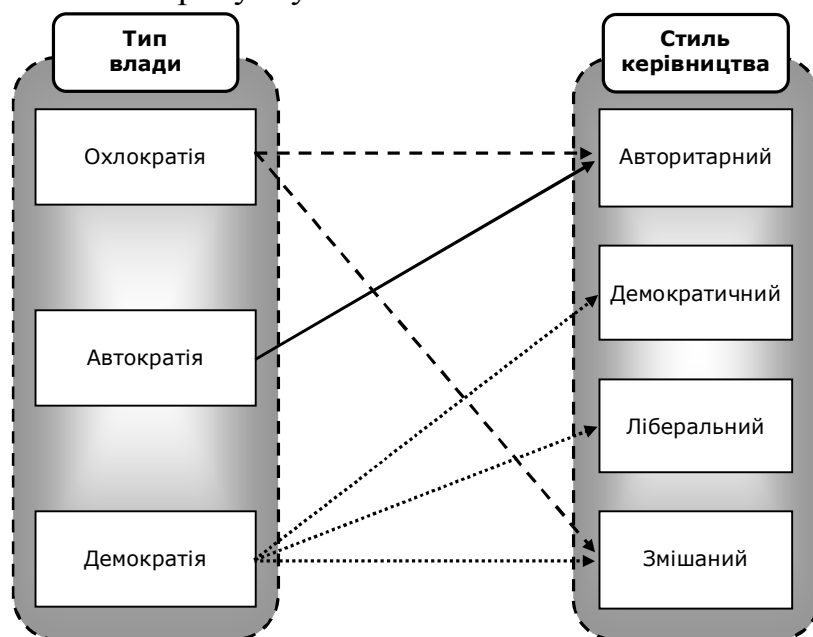 Тип
влади
Стиль
керівництва
Охлократія
Авторитарний
Демократичний
Автократія
Ліберальний
Демократія
Змішаний